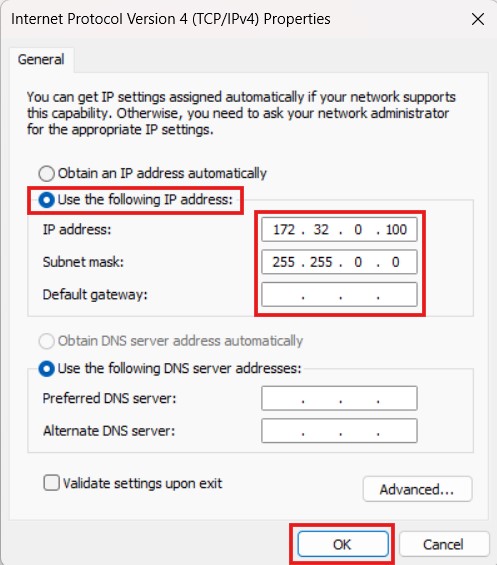 Internet Protocol Version 4 (TCP/IPv4) Properties
General
You can get IP settings assigned automatically if your network supports
this capability. Otherwise, you need to ask your network administrator
for the appropriate IP settings.
Obtain an IP address automatically
Use the following IP address:
IP address: 172 . 32 . 0 . 100
Subnet mask: 255 . 255 . 0 . 0
Default gateway: . . .
Obtain DNS server address automatically
Use the following DNS server addresses:
Preferred DNS server: . . .
Alternate DNS server: . . .
Validate settings upon exit
Advanced...
OK Cancel